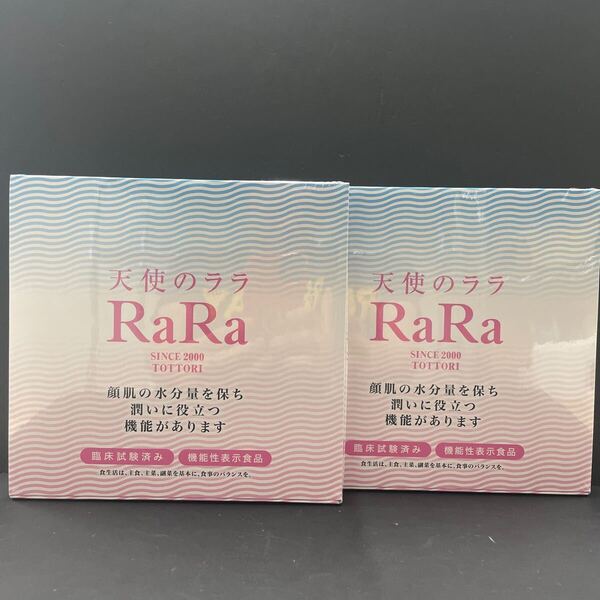 天使のララ
RaRa
SINCE 2000
TOTTORI
顔肌の水分量を保ち
潤いに役立つ
機能があります
臨床試験済み 機能性表示食品
食生活は、主食、主菜、副菜を基本に、食事のバランスを。
天使のララ
RaRa
SINCE 2000
TOTTORI
顔肌の水分量を保ち
潤いに役立つ
機能があります
臨床試験済み 機能性表示食品
食生活は、主食、主菜、副菜を基本に、食事のバランスを。